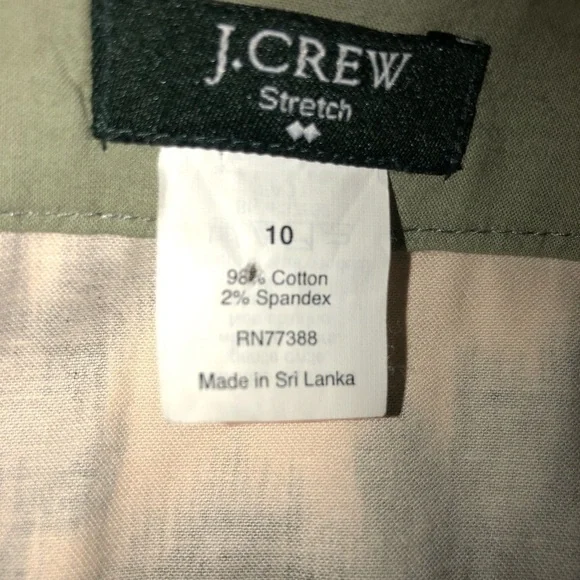 J.CREW
Stretch
10
98% Cotton
2% Spandex
RN77388
Made in Sri Lanka